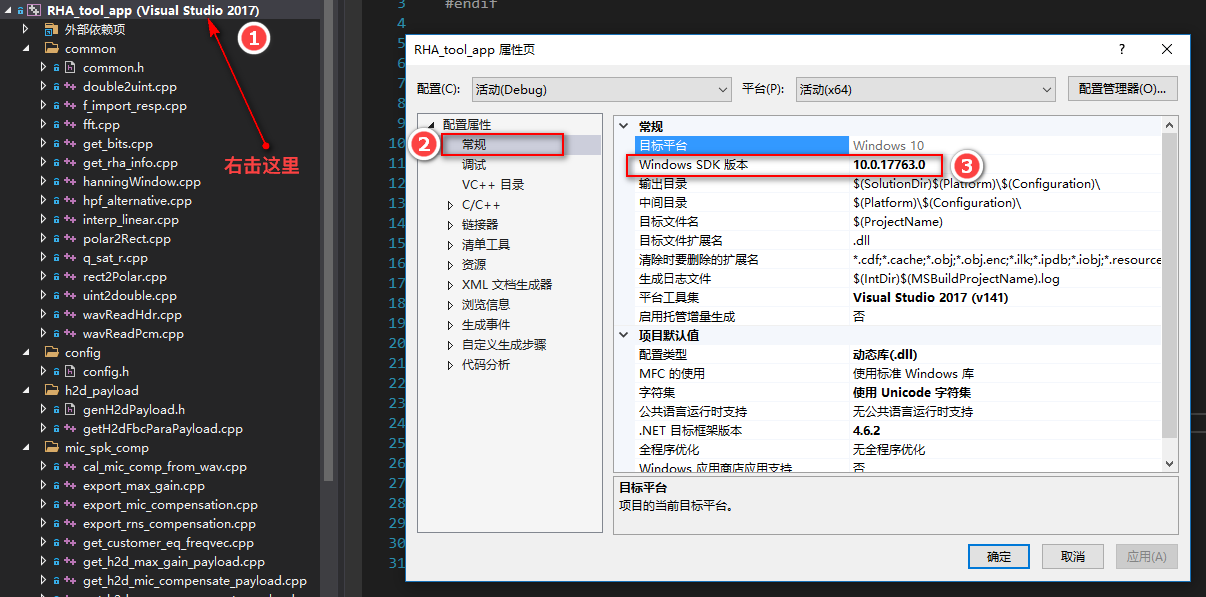 RHA_tool_app (Visual Studio 2017)
外部依赖项
common
common.h
double2uint.cpp
f_import_resp.cpp
fft.cpp
get_bits.cpp
get_rha_info.cpp
hanningWindow.cpp
hpf_alternative.cpp
interp_linear.cpp
polar2Rect.cpp
q_sat_r.cpp
rect2Polar.cpp
uint2double.cpp
wavReadHdr.cpp
wavReadPcm.cpp
config
config.h
h2d_payload
genH2dPayload.h
getH2dFbcParaPayload.cpp
mic_spk_comp
cal_mic_comp_from_wav.cpp
export_max_gain.cpp
export_mic_compensation.cpp
export_rns_compensation.cpp
get_customer_eq_freqvec.cpp
get_h2d_max_gain_payload.cpp
get_h2d_mic_compensate_payload.cpp
1
右击这里
3
4
5
6
7
8
9
10
11
12
13
14
15
16
17
18
19
20
21
22
23
24
25
26
27
28
29
30
31
#endif
RHA_tool_app 属性页
?
配置(C): 活动(Debug) 平台(P): 活动(x64) 配置管理器(O)...
配置属性
2
常规
调试
VC++ 目录
C/C++
链接器
清单工具
资源
XML 文档生成器
浏览信息
生成事件
自定义生成步骤
代码分析
常规
目标平台 Windows 10
Windows SDK 版本 10.0.17763.0
3
输出目录 $(SolutionDir)$(Platform)\$(Configuration)\
中间目录 $(Platform)\$(Configuration)\
目标文件名 $(ProjectName)
目标文件扩展名 .dll
清除时要删除的扩展名 *.cdf;*.cache;*.obj;*.obj.enc;*.ilk;*.ipdb;*.iobj;*.resource
生成日志文件 $(IntDir)$(MSBuildProjectName).log
平台工具集 Visual Studio 2017 (v141)
启用托管增量生成 否
项目默认值
配置类型 动态库(.dll)
MFC 的使用 使用标准 Windows 库
字符集 使用 Unicode 字符集
公共语言运行时支持 无公共语言运行时支持
.NET 目标框架版本 4.6.2
全程序优化 无全程序优化
Windows 应用商店应用支持 否
目标平台
项目的当前目标平台。
确定 取消 应用(A)